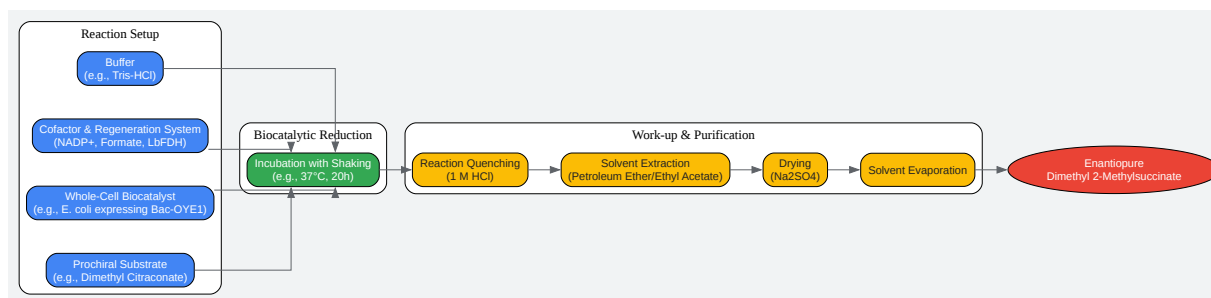 Reaction Setup
Buffer
(e.g., Tris-HCl)
Cofactor & Regeneration System
(NADP+, Formate, LbFDH)
Whole-Cell Biocatalyst
(e.g., E. coli expressing Bac-OYE1)
Prochiral Substrate
(e.g., Dimethyl Citraconate)
Biocatalytic Reduction
Incubation with Shaking
(e.g., 37°C, 20h)
Work-up & Purification
Reaction Quenching
(1 M HCl)
Solvent Extraction
(Petroleum Ether/Ethyl Acetate)
Drying
(Na2SO4)
Solvent Evaporation
Enantiopure
Dimethyl 2-Methylsuccinate